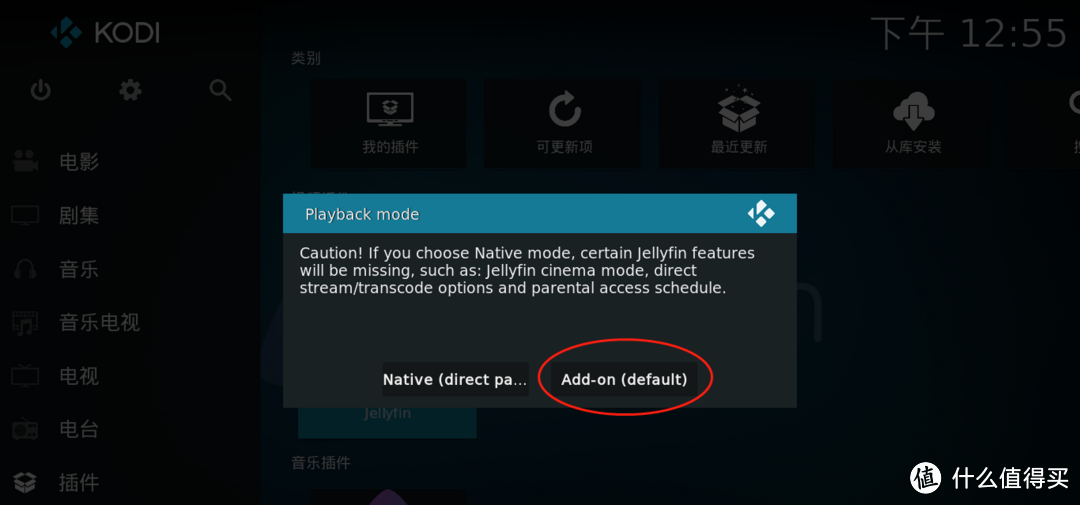 KODI
下午 12:55
类别
我的插件
可更新项
最近更新
从库安装
电影
剧集
音乐
音乐电视
电视
电台
插件
Playback mode
Caution! If you choose Native mode, certain Jellyfin features
will be missing, such as: Jellyfin cinema mode, direct
stream/transcode options and parental access schedule.
Native (direct pa...
Add-on (default)
Jellyfin
音乐插件
值 什么值得买